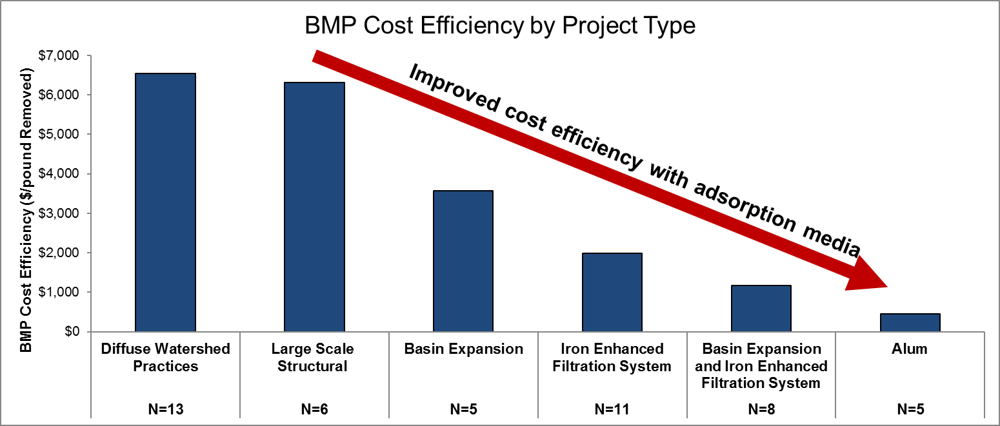 BMP Cost Efficiency by Project Type
BMP Cost Efficiency ($/pound Removed)
$7,000
$6,000
$5,000
$4,000
$3,000
$2,000
$1,000
$0
Improved cost efficiency with adsorption media
Diffuse Watershed
Practices
N=13
Large Scale
Structural
N=6
Basin Expansion
N=5
Iron Enhanced
Filtration System
N=11
Basin Expansion
and Iron Enhanced
Filtration System
N=8
Alum
N=5